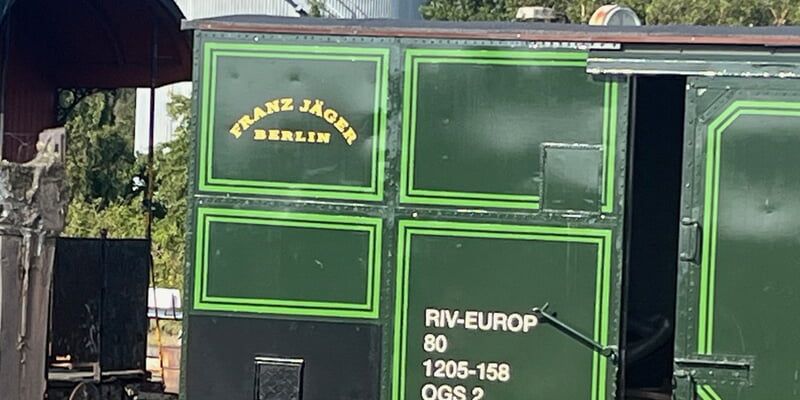 FRANZ JÄGER
BERLIN
RIV-EUROP
80
1205-158
OGS 2